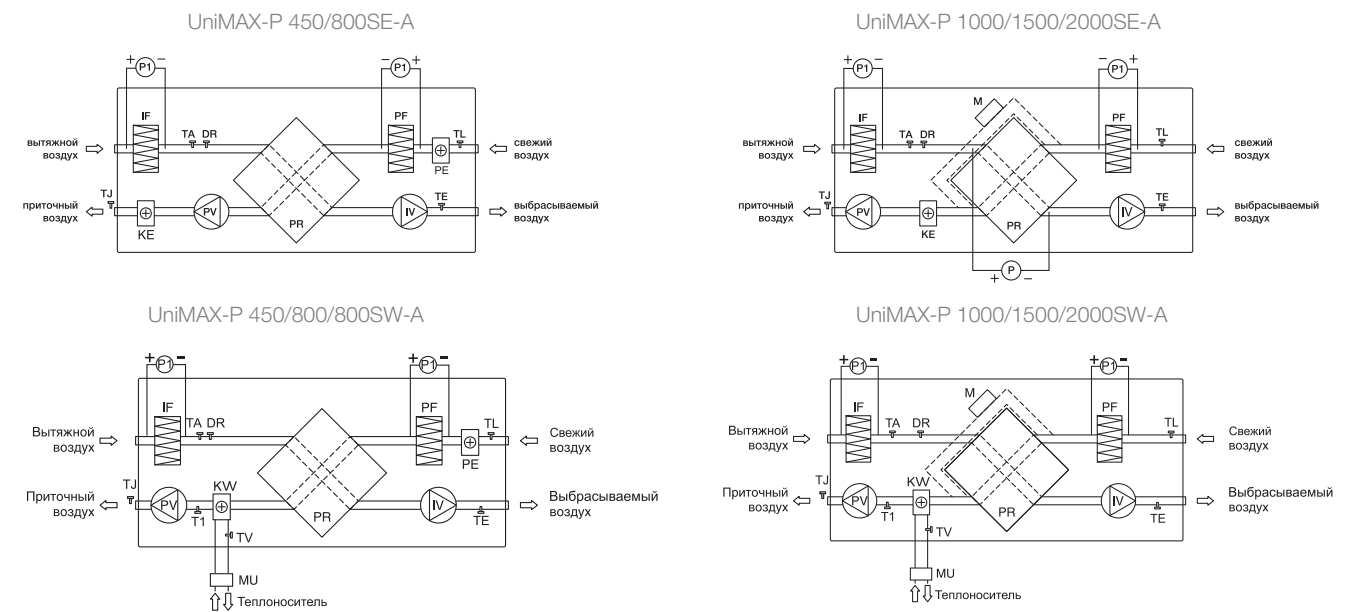 UniMAX-P 450/800SE-A
+ P1 −
− P1 +
IF
PF
TA DR
TL
вытяжной
воздух
свежий
воздух
PE
TJ
TE
приточный
воздух
PV
IV
выбрасываемый
воздух
KE
PR
UniMAX-P 1000/1500/2000SE-A
+ P1 −
− P1 +
M
IF
PF
TA DR
TL
вытяжной
воздух
свежий
воздух
TJ
TE
приточный
воздух
PV
IV
выбрасываемый
воздух
KE
PR
+ P −
UniMAX-P 450/800/800SW-A
+ P1 -
+ P1 -
IF
PF
TA DR
TL
Вытяжной
воздух
Свежий
воздух
PE
TJ
KW
Приточный
воздух
PV
IV
Выбрасываемый
воздух
T1
PR
TE
TV
MU
Теплоноситель
UniMAX-P 1000/1500/2000SW-A
+ P1 -
+ P1 -
M
IF
PF
TA DR
TL
Вытяжной
воздух
Свежий
воздух
TJ
KW
Приточный
воздух
PV
IV
Выбрасываемый
воздух
T1
PR
TE
TV
MU
Теплоноситель